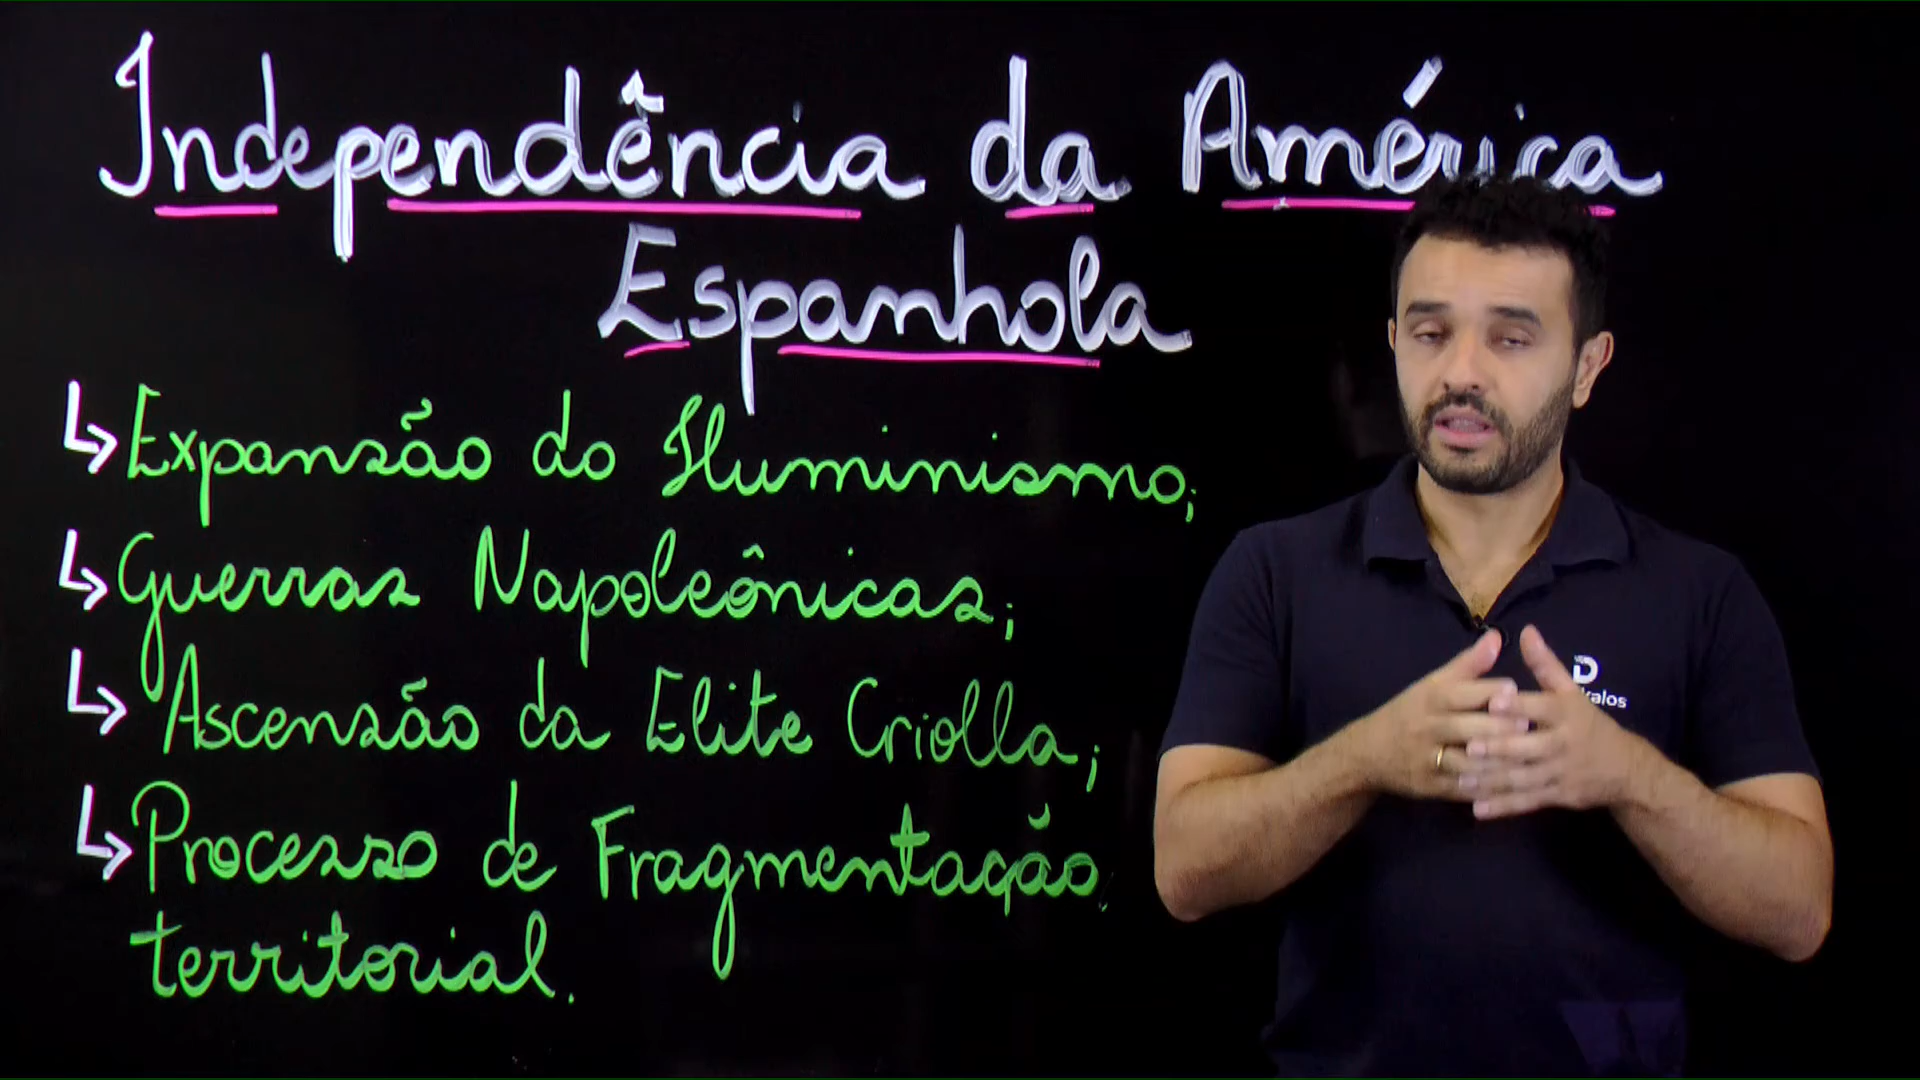 Independência da América
Espanhola
Expansão do Iluminismo;
Guerras Napoleônicas;
Ascensão da Elite Criolla;
Processo de Fragmentação
territorial.